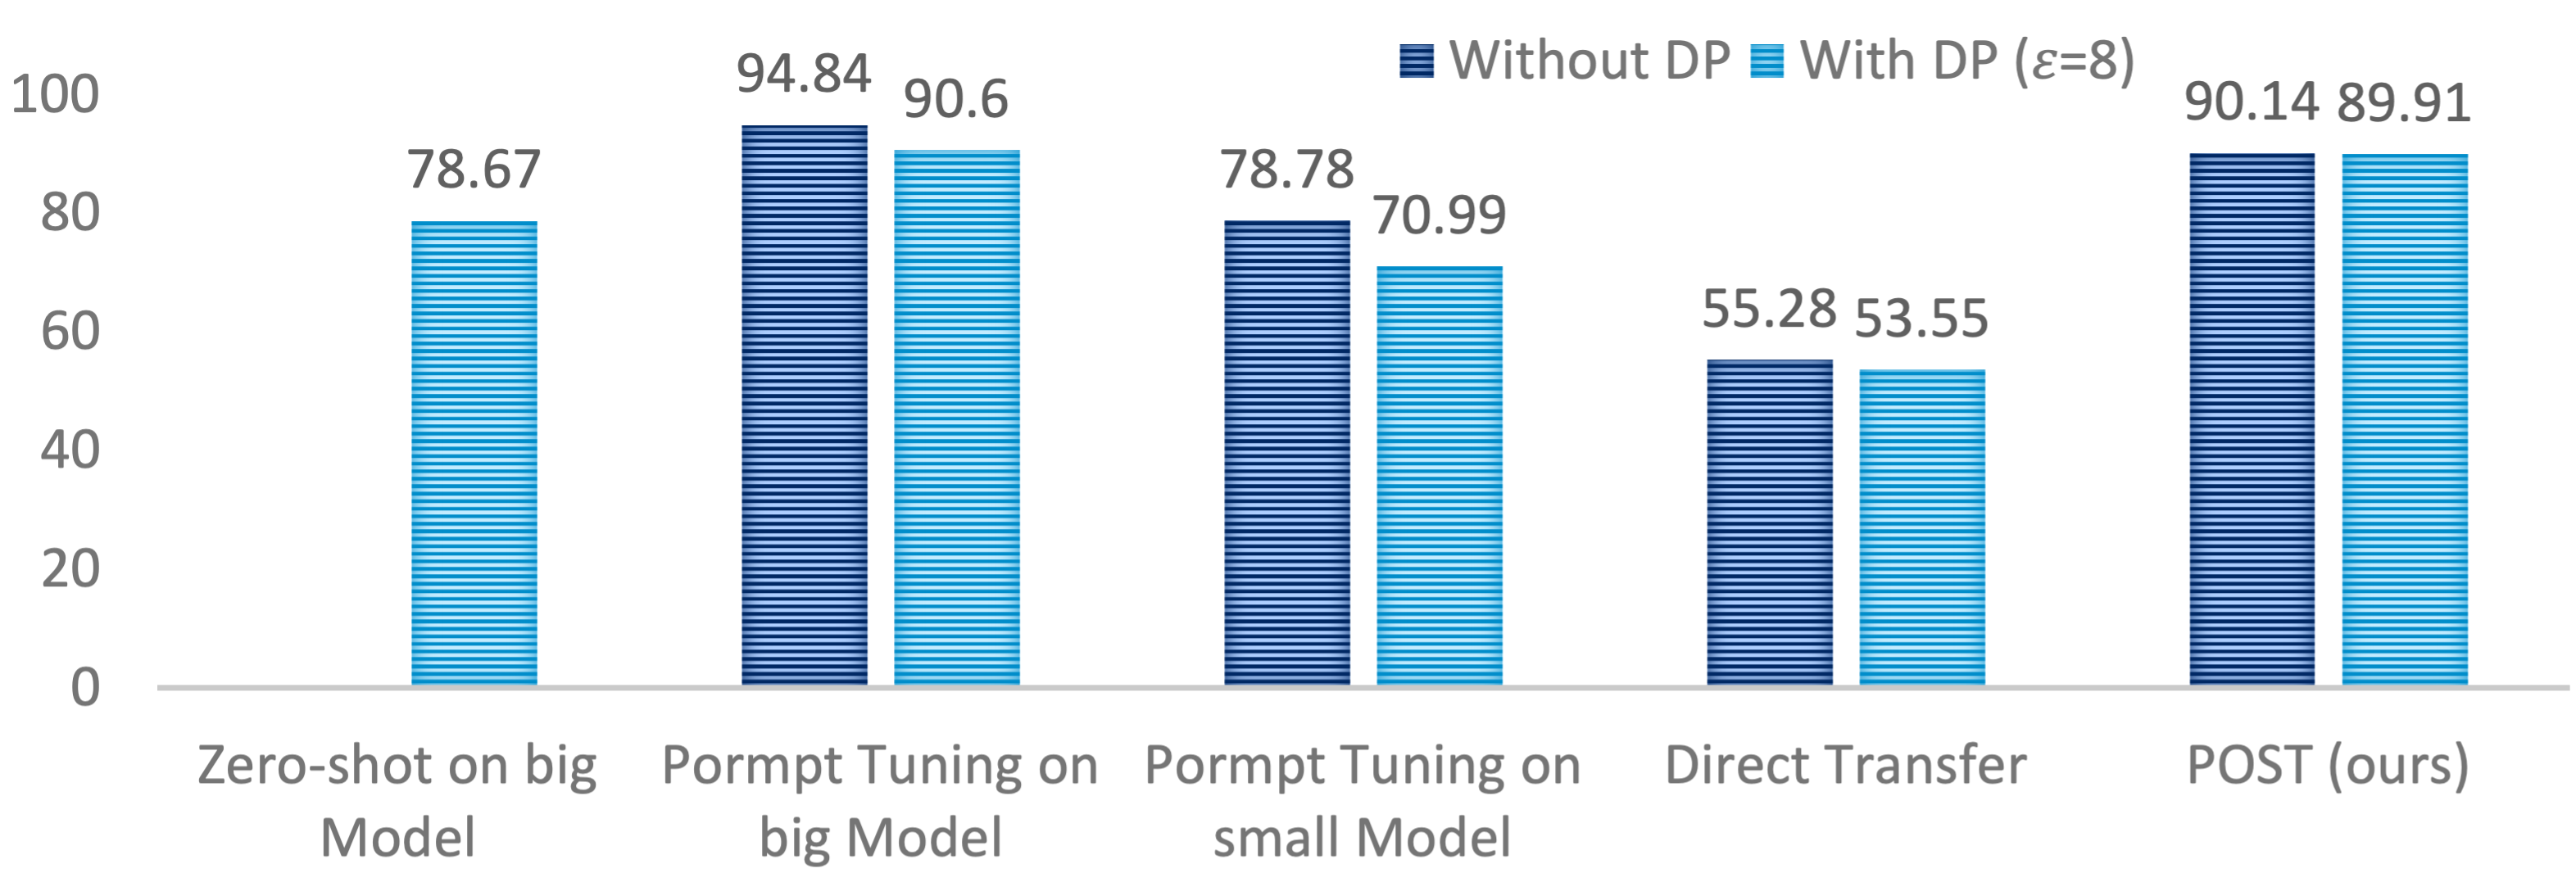 Without DP
With DP (ε=8)
100
80
60
40
20
0
78.67
94.84
90.6
78.78
70.99
55.28
53.55
90.14
89.91
Zero-shot on big
Model
Pormpt Tuning on
big Model
Pormpt Tuning on
small Model
Direct Transfer
POST (ours)